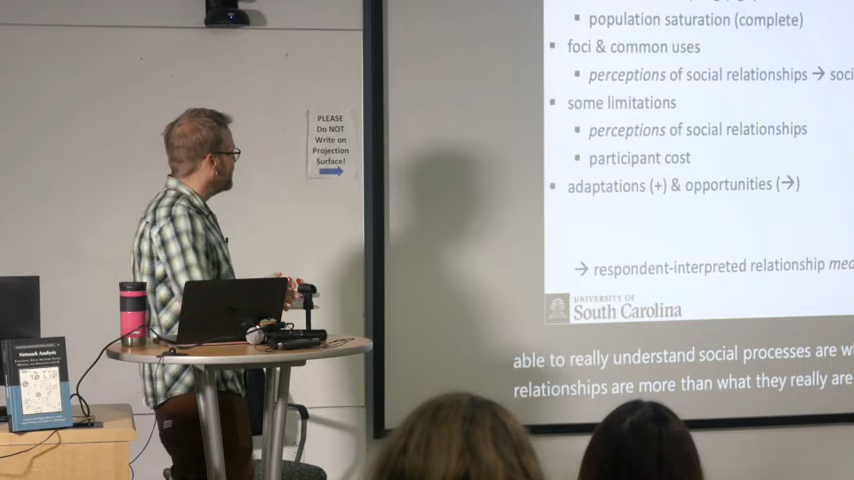 population saturation (complete)
foci & common uses
perceptions of social relationships → soci
some limitations
perceptions of social relationships
participant cost
adaptations (+) & opportunities (→)
→ respondent-interpreted relationship med
UNIVERSITY OF
South Carolina
able to really understand social processes are w
relationships are more than what they really are
PLEASE
Do NOT
Write on
Projection
Surface!
Network Analysis